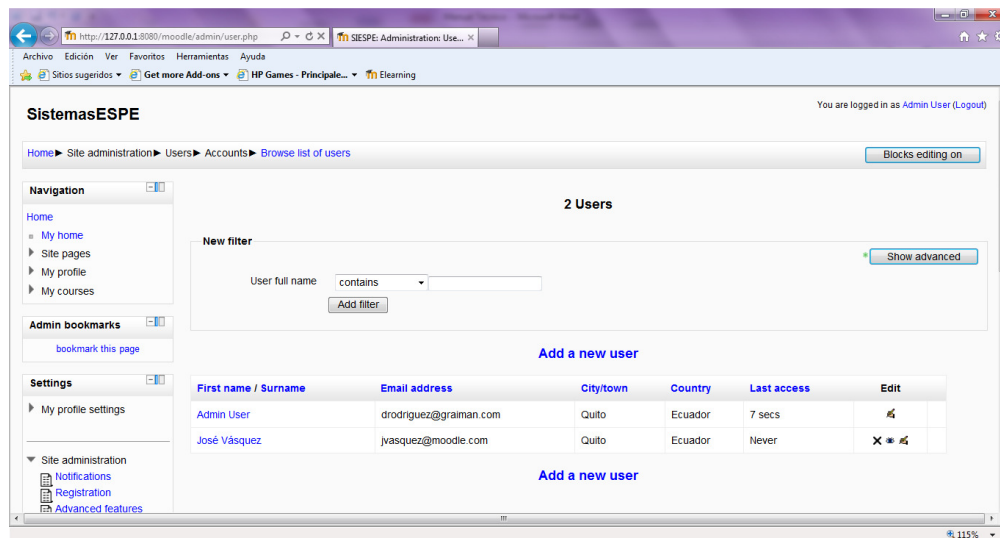 http://127.0.0.1:8080/moodle/admin/user.php
SIESPE: Administration: Use...
Archivo Edición Ver Favoritos Herramientas Ayuda
Sitios sugeridos Get more Add-ons HP Games - Principale... Elearning
SistemasESPE
You are logged in as Admin User (Logout)
Home► Site administration► Users► Accounts► Browse list of users
Blocks editing on
Navigation
Home
My home
Site pages
My profile
My courses
Admin bookmarks
bookmark this page
Settings
My profile settings
Site administration
Notifications
Registration
Advanced features
2 Users
New filter
* Show advanced
User full name contains
Add filter
Add a new user
First name / Surname Email address City/town Country Last access Edit
Admin User drodriguez@graiman.com Quito Ecuador 7 secs
José Vásquez jvasquez@moodle.com Quito Ecuador Never
Add a new user
115%